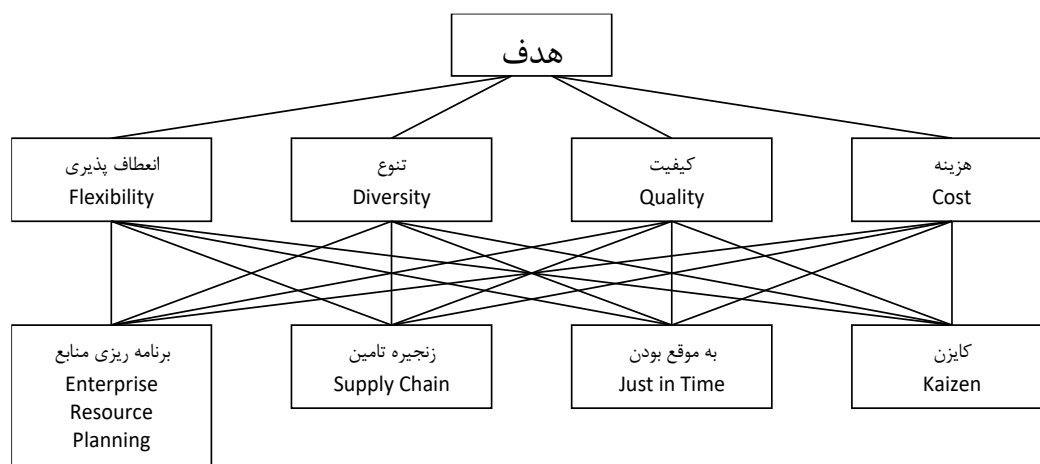 هدف
انعطاف پذیری
Flexibility
تنوع
Diversity
کیفیت
Quality
هزینه
Cost
برنامه ریزی منابع
Enterprise
Resource
Planning
زنجیره تامین
Supply Chain
به موقع بودن
Just in Time
کایزن
Kaizen